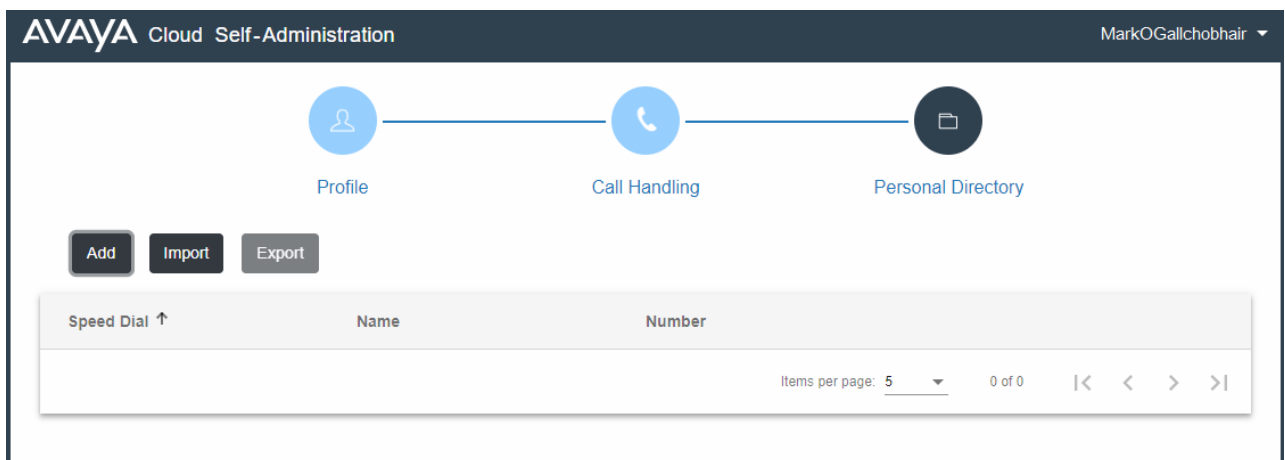 AVAYA Cloud Self-Administration MarkOGallchobhair
Profile Call Handling Personal Directory
Add Import Export
Speed Dial ↑ Name Number
Items per page: 5 0 of 0